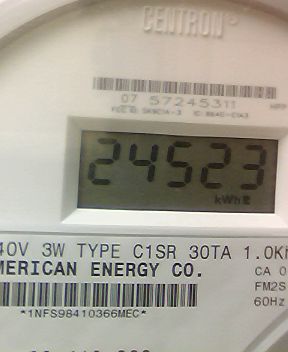 CENTRON
07 57245311
24523
kWh
40V 3W TYPE C1SR 30TA 1.0K
MERICAN ENERGY CO.
CA 0
FM2S
60Hz
*1NFS98410366MEC*